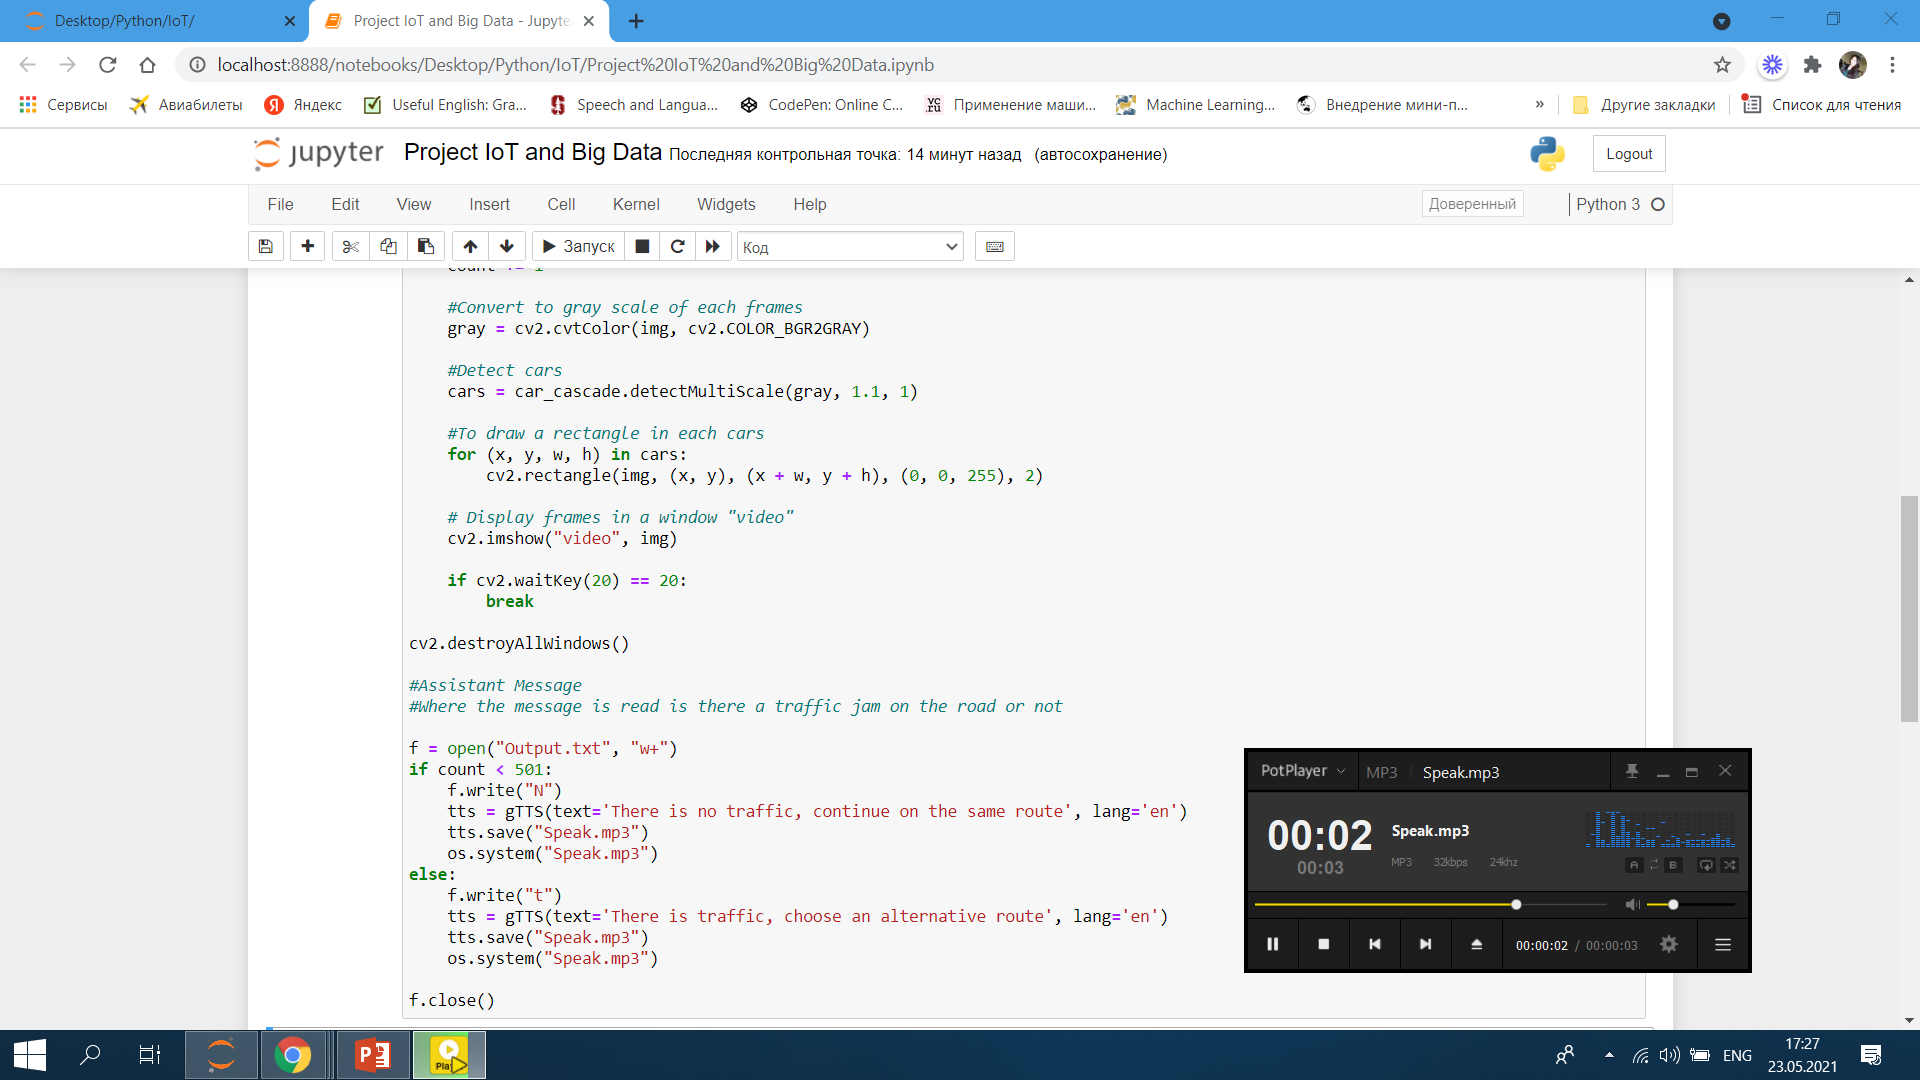 Desktop/Python/IoT/
Project IoT and Big Data - Jupyte
localhost:8888/notebooks/Desktop/Python/IoT/Project%20IoT%20and%20Big%20Data.ipynb
Сервисы
Авиабилеты
Я Яндекс
Useful English: Gra...
Speech and Langua...
CodePen: Online C...
Применение маши...
Machine Learning...
Внедрение мини-п...
»
Другие закладки
Список для чтения
jupyter Project IoT and Big Data Последняя контрольная точка: 14 минут назад (автосохранение)
Logout
File Edit View Insert Cell Kernel Widgets Help
Доверенный
Python 3
Запуск
Код
count += 1
#Convert to gray scale of each frames
gray = cv2.cvtColor(img, cv2.COLOR_BGR2GRAY)
#Detect cars
cars = car_cascade.detectMultiScale(gray, 1.1, 1)
#To draw a rectangle in each cars
for (x, y, w, h) in cars:
cv2.rectangle(img, (x, y), (x + w, y + h), (0, 0, 255), 2)
# Display frames in a window "video"
cv2.imshow("video", img)
if cv2.waitKey(20) == 20:
break
cv2.destroyAllWindows()
#Assistant Message
#Where the message is read is there a traffic jam on the road or not
f = open("Output.txt", "w+")
if count < 501:
f.write("N")
tts = gTTS(text='There is no traffic, continue on the same route', lang='en')
tts.save("Speak.mp3")
os.system("Speak.mp3")
else:
f.write("t")
tts = gTTS(text='There is traffic, choose an alternative route', lang='en')
tts.save("Speak.mp3")
os.system("Speak.mp3")
f.close()
PotPlayer MP3 Speak.mp3
00:02
00:03
Speak.mp3
MP3 32kbps 24khz
A B
00:00:02 / 00:00:03
Play
ENG
17:27
23.05.2021